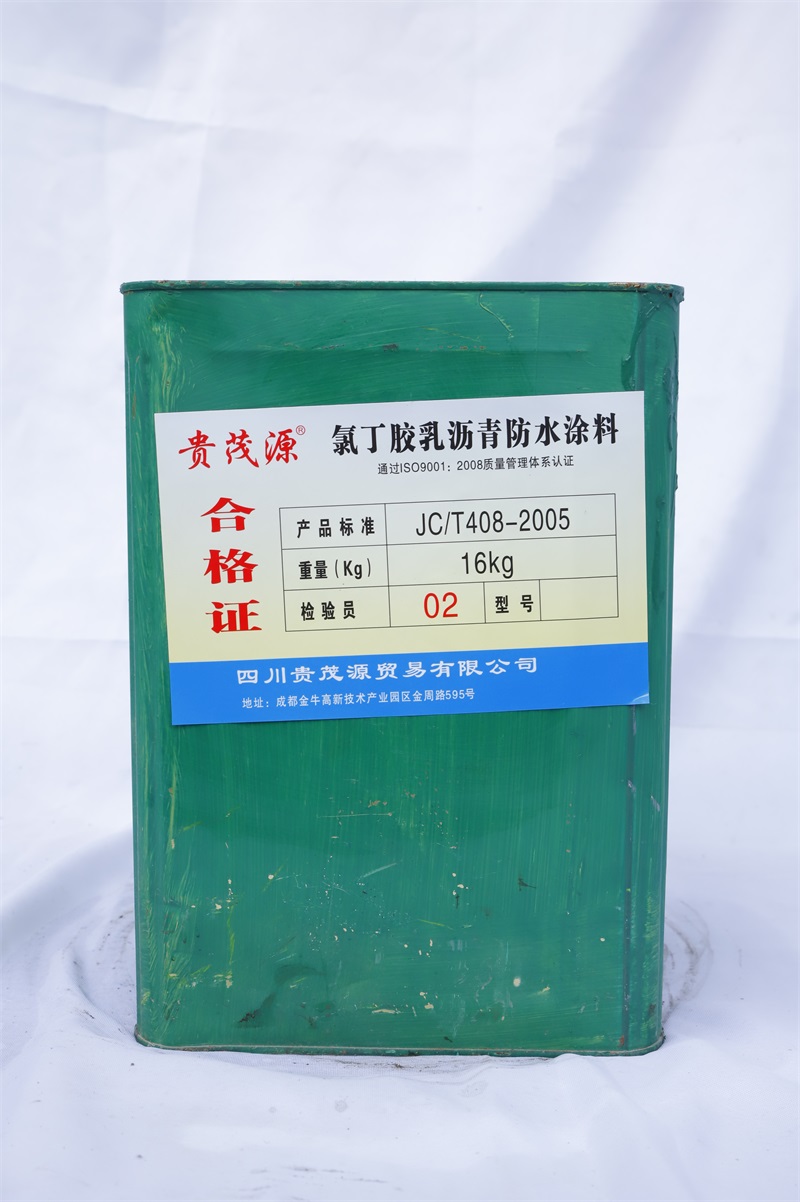 贵茂源® 氯丁胶乳沥青防水涂料
通过ISO9001：2008质量管理体系认证
合格证
产品标准 JC/T408-2005
重量(Kg) 16kg
检验员 02 型号
四川贵茂源贸易有限公司
地址：成都金牛高新技术产业园区金周路595号